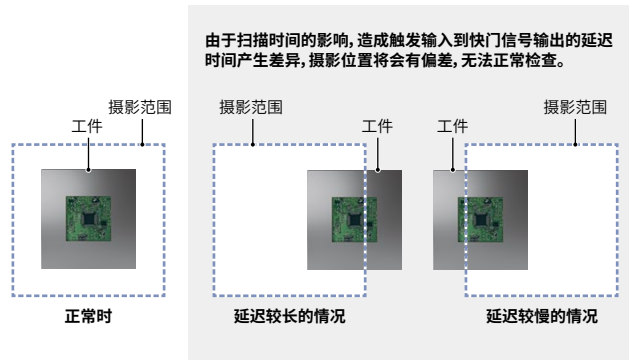 由于扫描时间的影响，造成触发输入到快门信号输出的延迟
时间产生差异，摄影位置将会有偏差，无法正常检查。
摄影范围
工件
正常时
摄影范围
工件
延迟较长的情况
工件
摄影范围
延迟较慢的情况